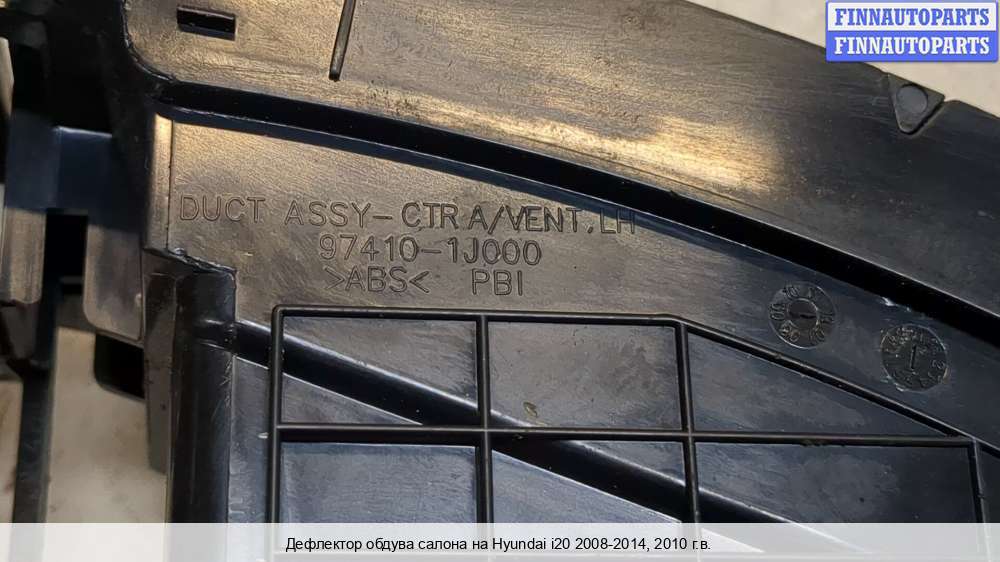 FINNAUTOPARTS
FINNAUTOPARTS
DUCT ASSY-CTR A/VENT, LH
97410-1J000
>ABS< PBI
Дефлектор обдува салона на Hyundai i20 2008-2014, 2010 г.в.